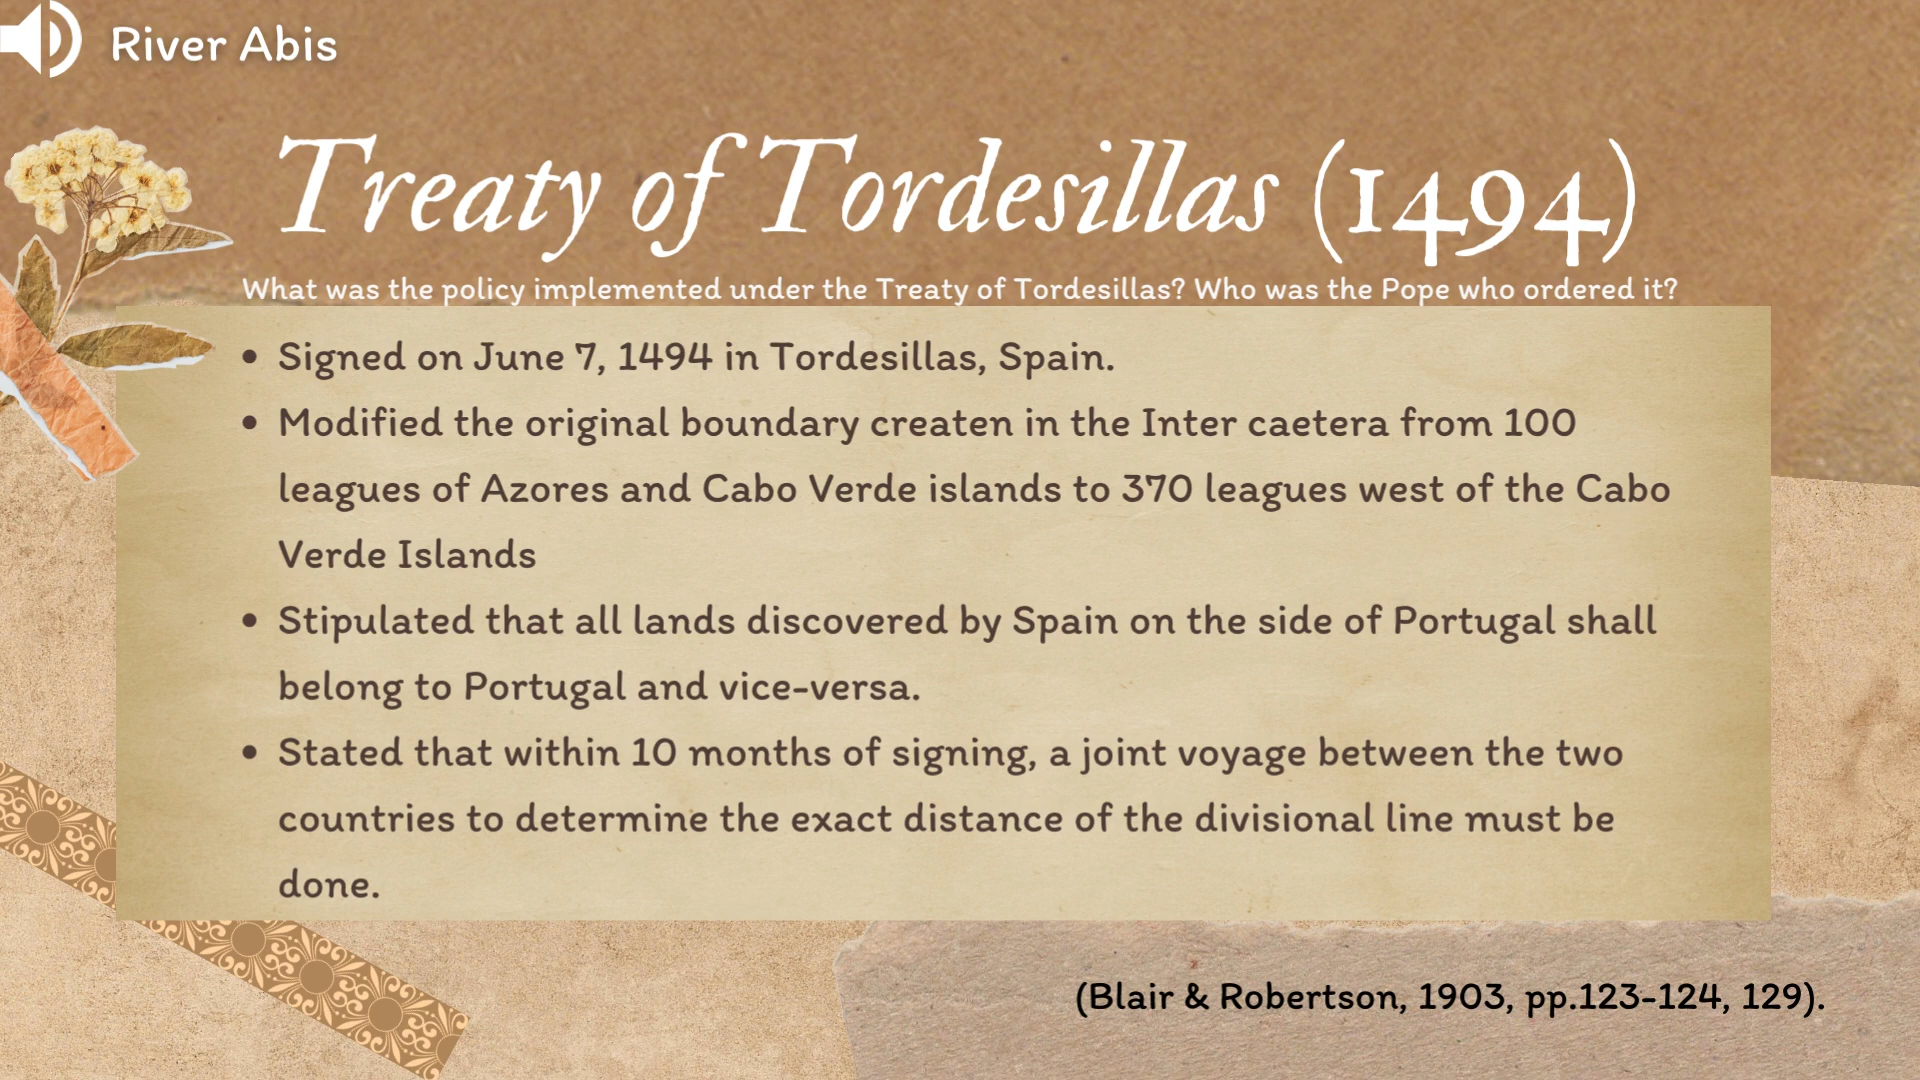 River Abis
Treaty of Tordesillas (1494)
What was the policy implemented under the Treaty of Tordesillas? Who was the Pope who ordered it?
• Signed on June 7, 1494 in Tordesillas, Spain.
• Modified the original boundary createn in the Inter caetera from 100
leagues of Azores and Cabo Verde islands to 370 leagues west of the Cabo
Verde Islands
• Stipulated that all lands discovered by Spain on the side of Portugal shall
belong to Portugal and vice-versa.
• Stated that within 10 months of signing, a joint voyage between the two
countries to determine the exact distance of the divisional line must be
done.
(Blair & Robertson, 1903, pp.123-124, 129).